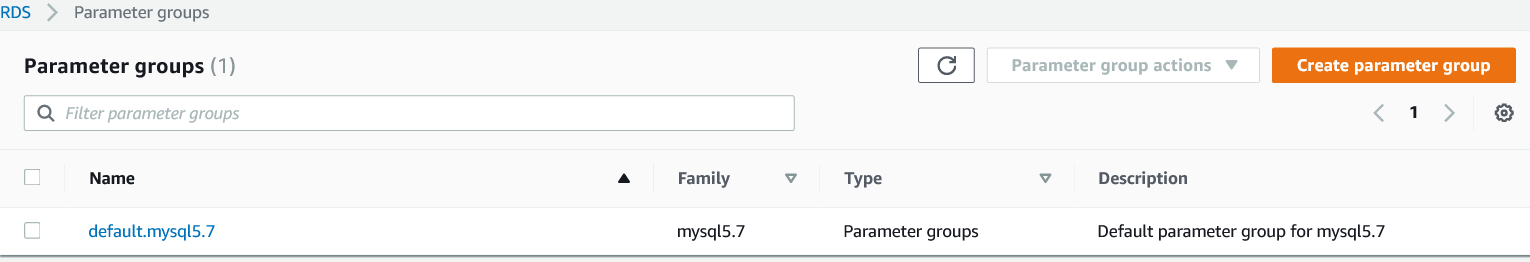 RDS > Parameter groups
Parameter groups (1)
Parameter group actions
Create parameter group
Filter parameter groups
1
Name Family Type Description
default.mysql5.7 mysql5.7 Parameter groups Default parameter group for mysql5.7